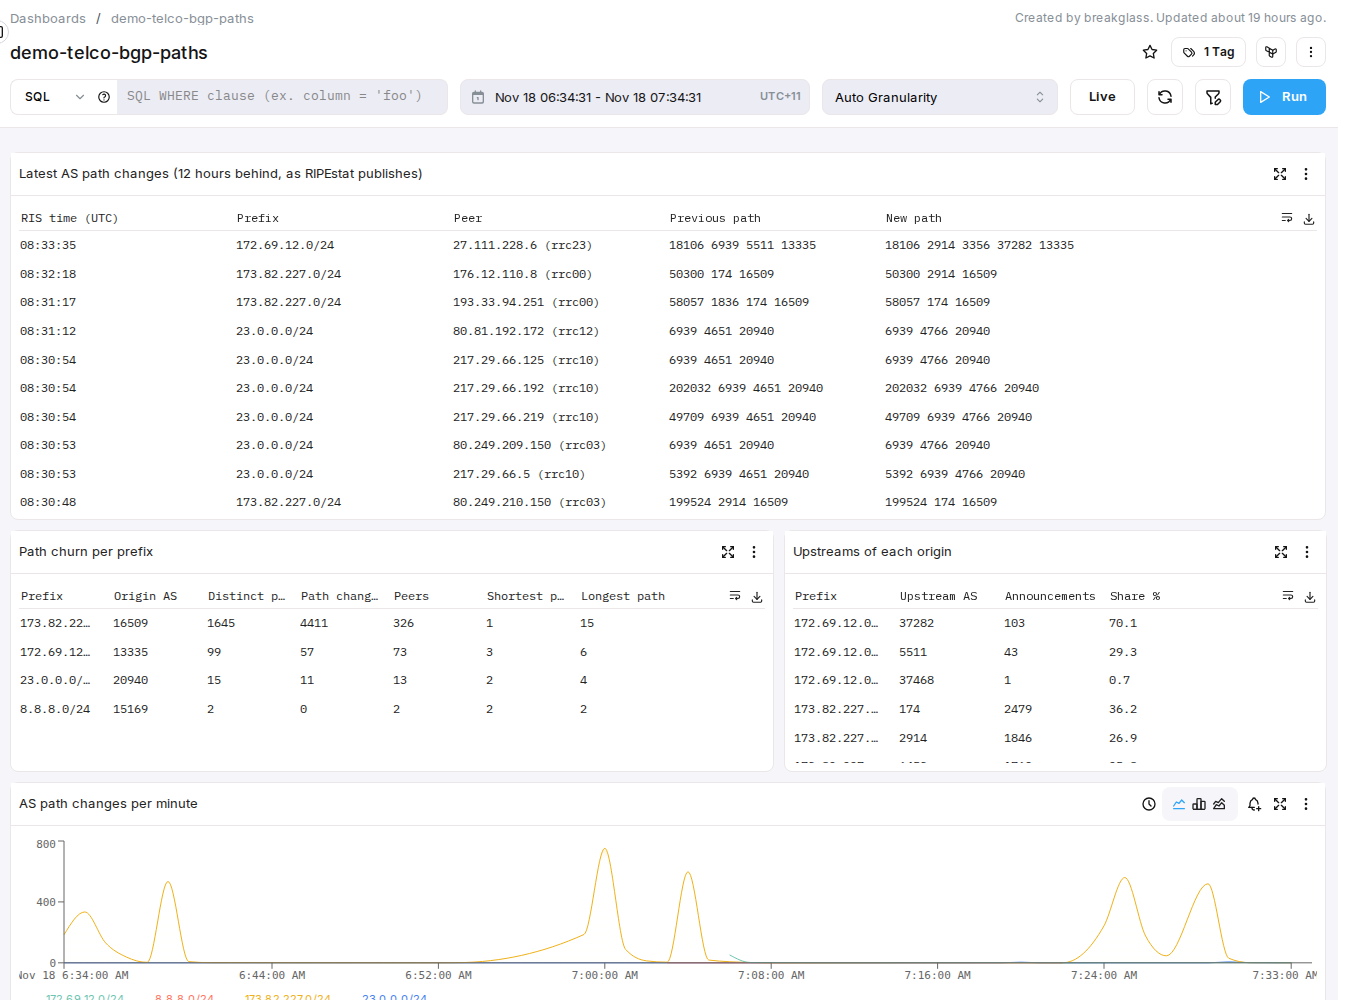 Dashboards / demo-telco-bgp-paths
Created by breakglass. Updated about 19 hours ago.
demo-telco-bgp-paths
1 Tag
SQL
SQL WHERE clause (ex. column = 'foo')
Nov 18 06:34:31 - Nov 18 07:34:31 UTC+11
Auto Granularity
Live
Run
Latest AS path changes (12 hours behind, as RIPEstat publishes)
RIS time (UTC) Prefix Peer Previous path New path
08:33:35 172.69.12.0/24 27.111.228.6 (rrc23) 18106 6939 5511 13335 18106 2914 3356 37282 13335
08:32:18 173.82.227.0/24 176.12.110.8 (rrc00) 50300 174 16509 50300 2914 16509
08:31:17 173.82.227.0/24 193.33.94.251 (rrc00) 58057 1836 174 16509 58057 174 16509
08:31:12 23.0.0.0/24 80.81.192.172 (rrc12) 6939 4651 20940 6939 4766 20940
08:30:54 23.0.0.0/24 217.29.66.125 (rrc10) 6939 4651 20940 6939 4766 20940
08:30:54 23.0.0.0/24 217.29.66.192 (rrc10) 202032 6939 4651 20940 202032 6939 4766 20940
08:30:54 23.0.0.0/24 217.29.66.219 (rrc10) 49709 6939 4651 20940 49709 6939 4766 20940
08:30:53 23.0.0.0/24 80.249.209.150 (rrc03) 6939 4651 20940 6939 4766 20940
08:30:53 23.0.0.0/24 217.29.66.5 (rrc10) 5392 6939 4651 20940 5392 6939 4766 20940
08:30:48 173.82.227.0/24 80.249.210.150 (rrc03) 199524 2914 16509 199524 174 16509
Path churn per prefix
Prefix Origin AS Distinct p… Path chang… Peers Shortest p… Longest path
173.82.22… 16509 1645 4411 326 1 15
172.69.12… 13335 99 57 73 3 6
23.0.0.0/… 20940 15 11 13 2 4
8.8.8.0/24 15169 2 0 2 2 2
Upstreams of each origin
Prefix Upstream AS Announcements Share %
172.69.12.0… 37282 103 70.1
172.69.12.0… 5511 43 29.3
172.69.12.0… 37468 1 0.7
173.82.227.… 174 2479 36.2
173.82.227.… 2914 1846 26.9
AS path changes per minute
800
400
0
Nov 18 6:34:00 AM 6:44:00 AM 6:52:00 AM 7:00:00 AM 7:08:00 AM 7:16:00 AM 7:24:00 AM 7:33:00 AM
172.69.12.0/24 8.8.8.0/24 173.82.227.0/24 23.0.0.0/24